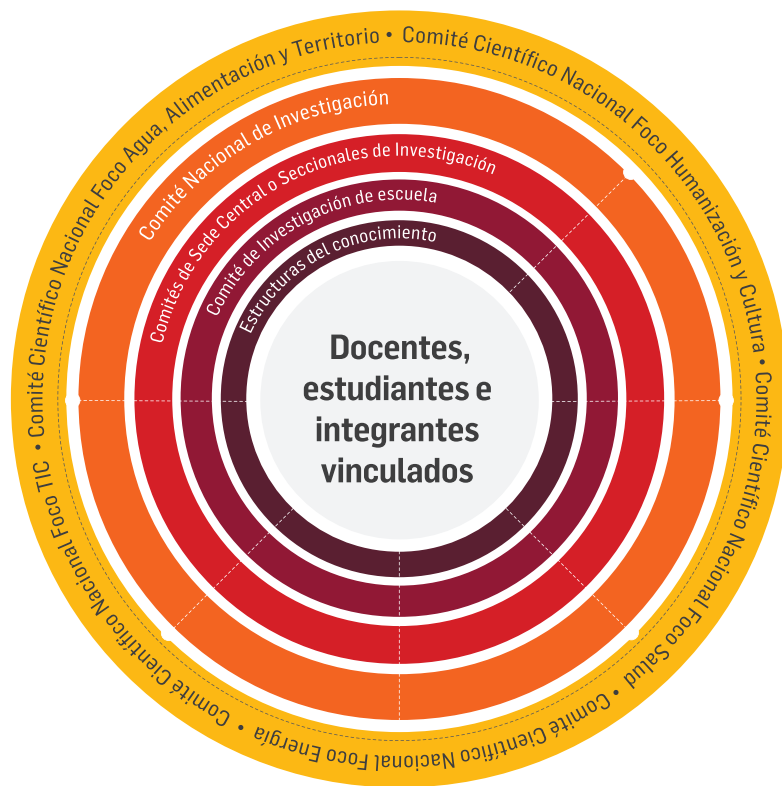 Comité Científico Nacional Foco Agua, Alimentación y Territorio •
Comité Científico Nacional Foco Humanización y Cultura •
Comité Científico Nacional Foco Salud •
Comité Científico Nacional Foco Energía •
Comité Científico Nacional Foco TIC •
Comité Nacional de Investigación
Comités de Sede Central o Seccionales de Investigación
Comité de Investigación de escuela
Estructuras del conocimiento
Docentes,
estudiantes e
integrantes
vinculados